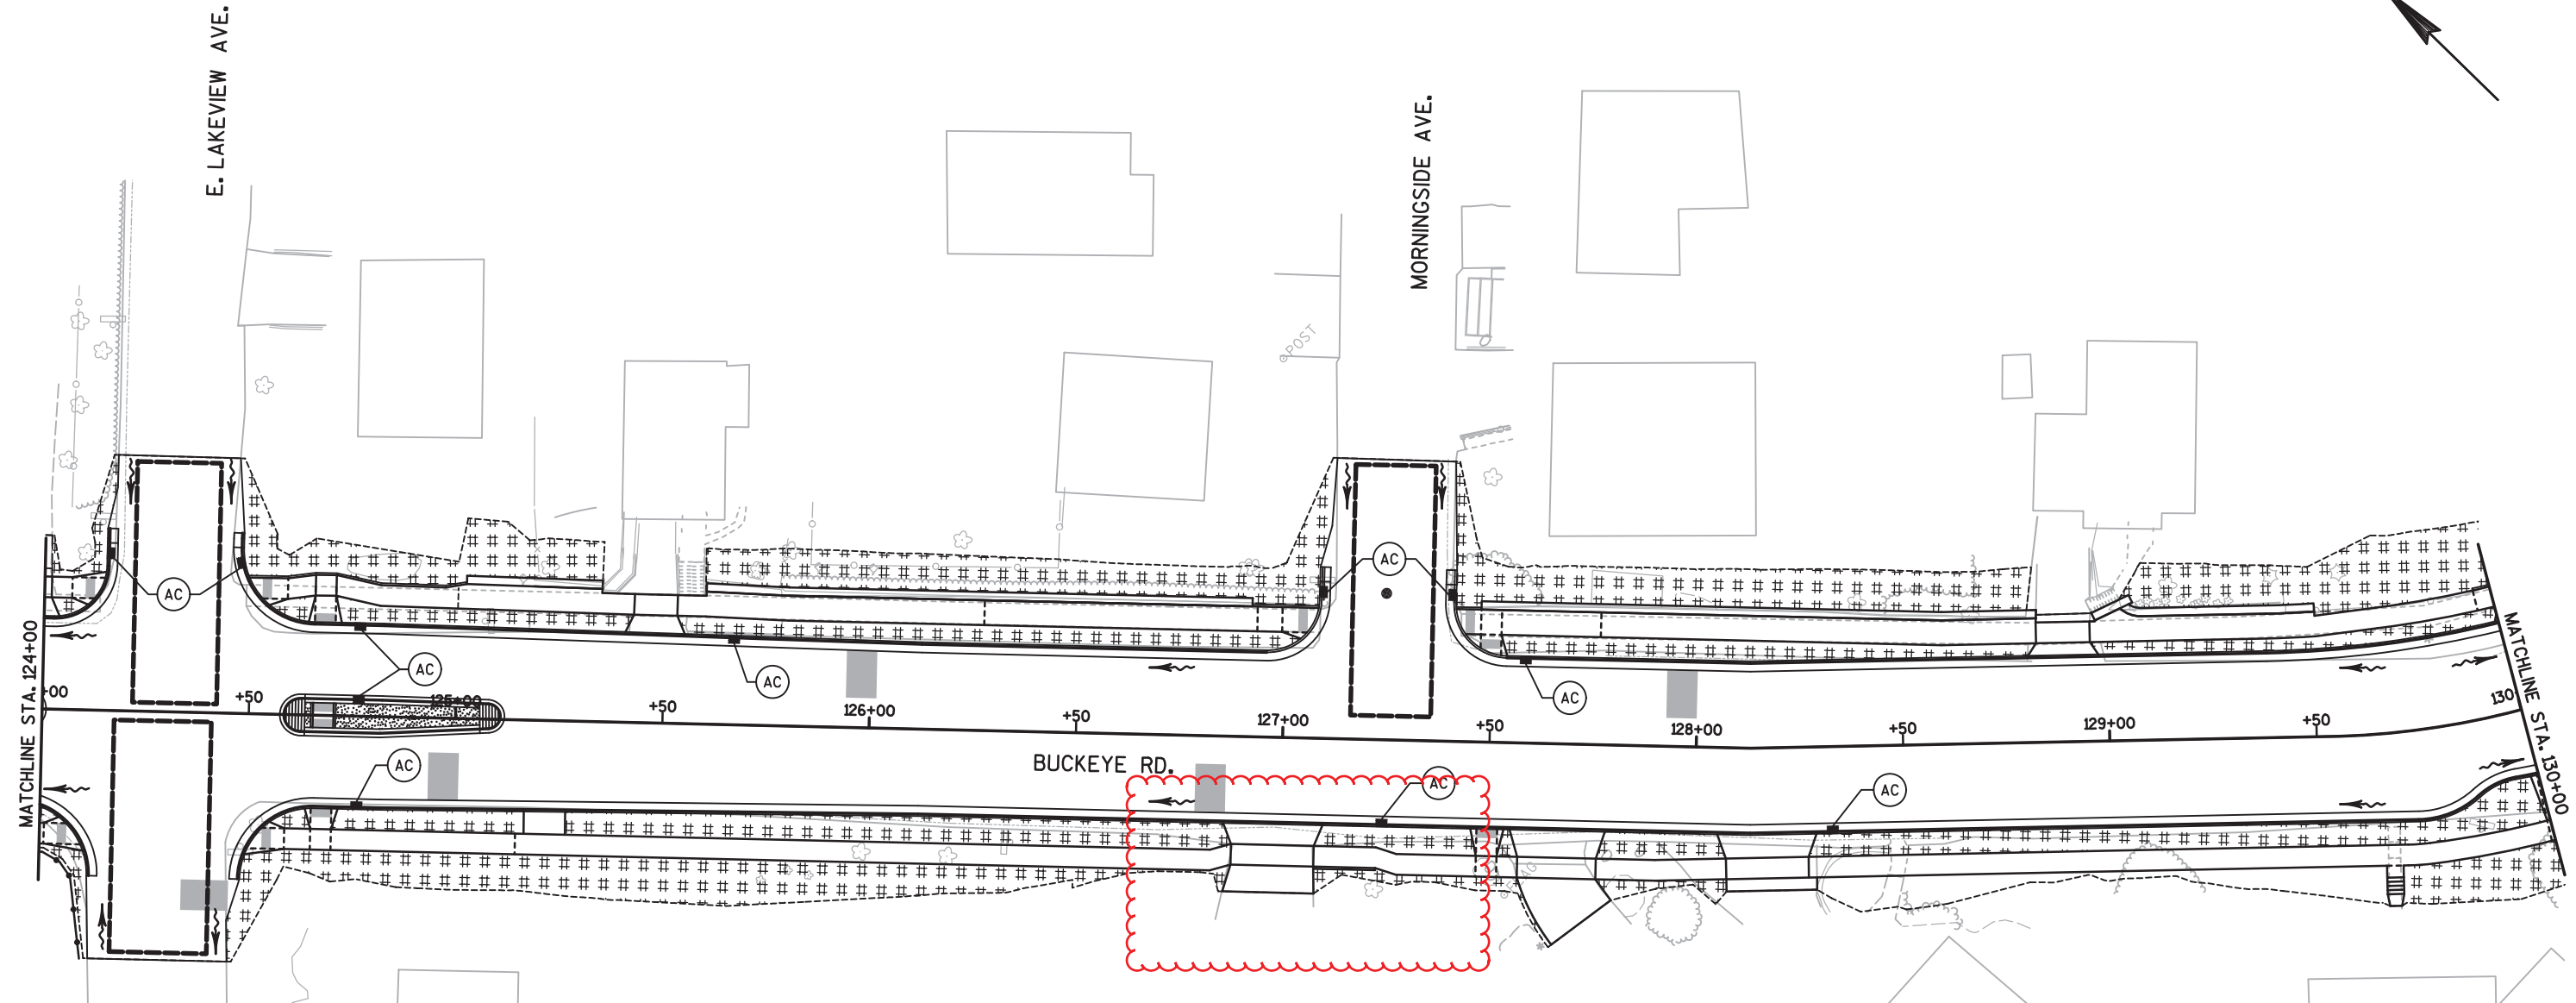 E. LAKEVIEW AVE.
MORNINGSIDE AVE.
POST
AC
AC
AC
AC
AC
MATCHLINE STA. 124+00
+00
+50
125+00
+50
126+00
+50
127+00
+50
128+00
+50
129+00
+50
130
MATCHLINE STA. 130+00
BUCKEYE RD.
AC
AC
AC